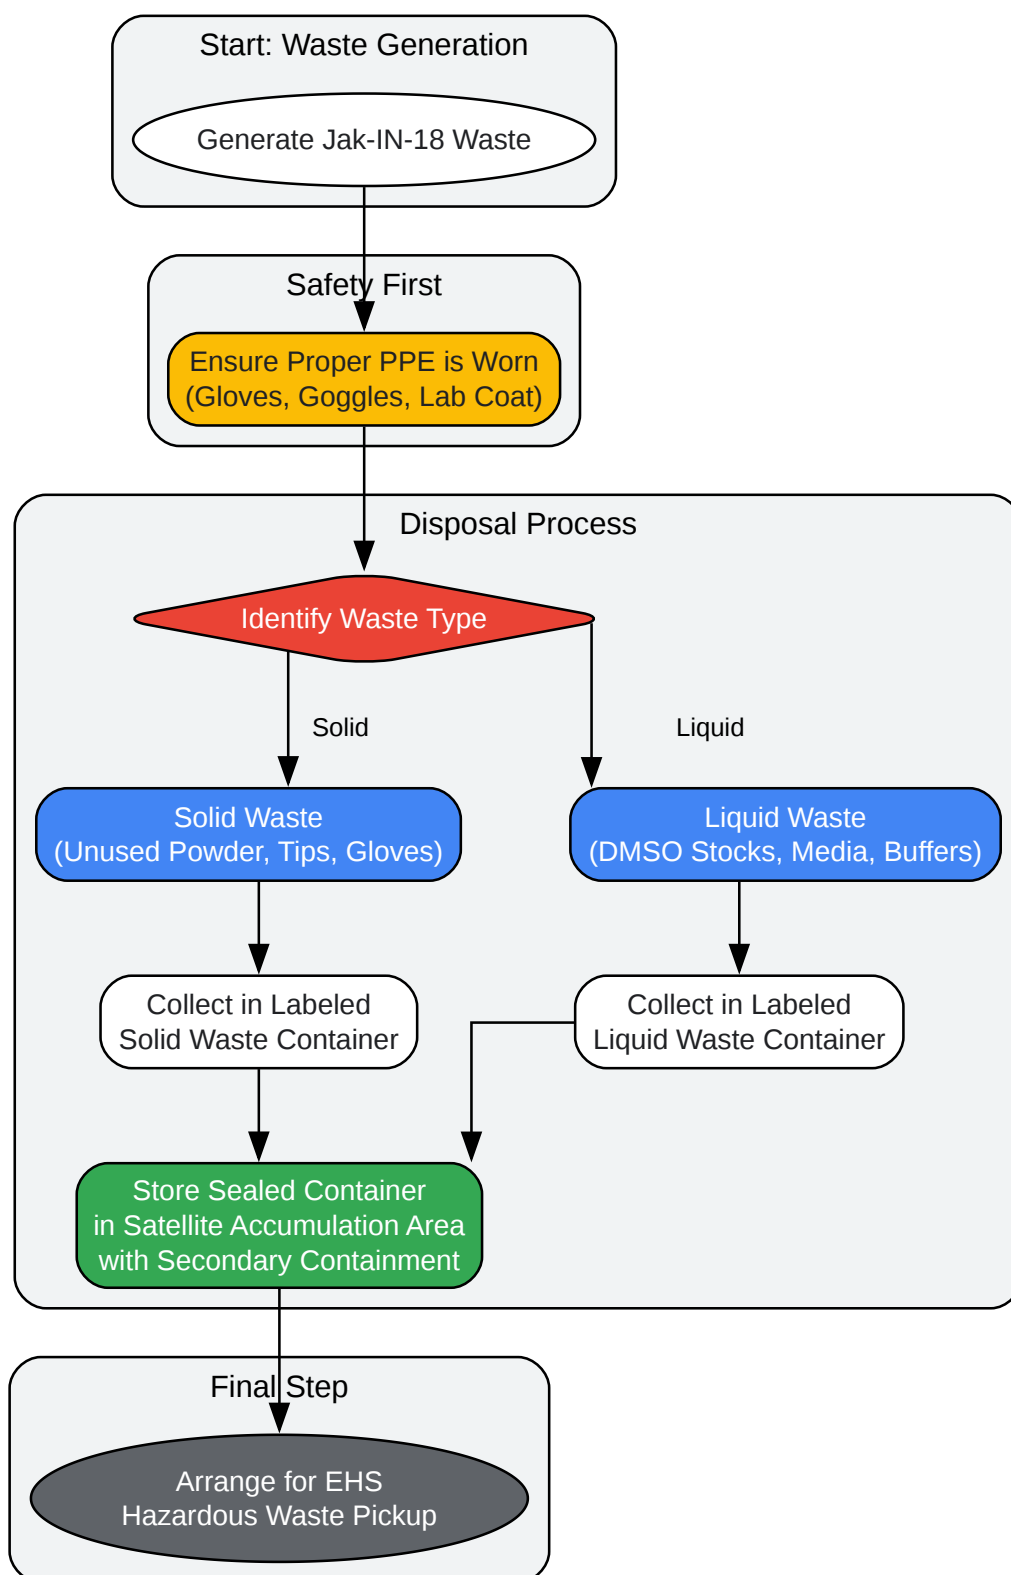 Start: Waste Generation
Generate Jak-IN-18 Waste
Safety First
Ensure Proper PPE is Worn
(Gloves, Goggles, Lab Coat)
Disposal Process
Identify Waste Type
Solid
Liquid
Solid Waste
(Unused Powder, Tips, Gloves)
Liquid Waste
(DMSO Stocks, Media, Buffers)
Collect in Labeled
Solid Waste Container
Collect in Labeled
Liquid Waste Container
Store Sealed Container
in Satellite Accumulation Area
with Secondary Containment
Final Step
Arrange for EHS
Hazardous Waste Pickup